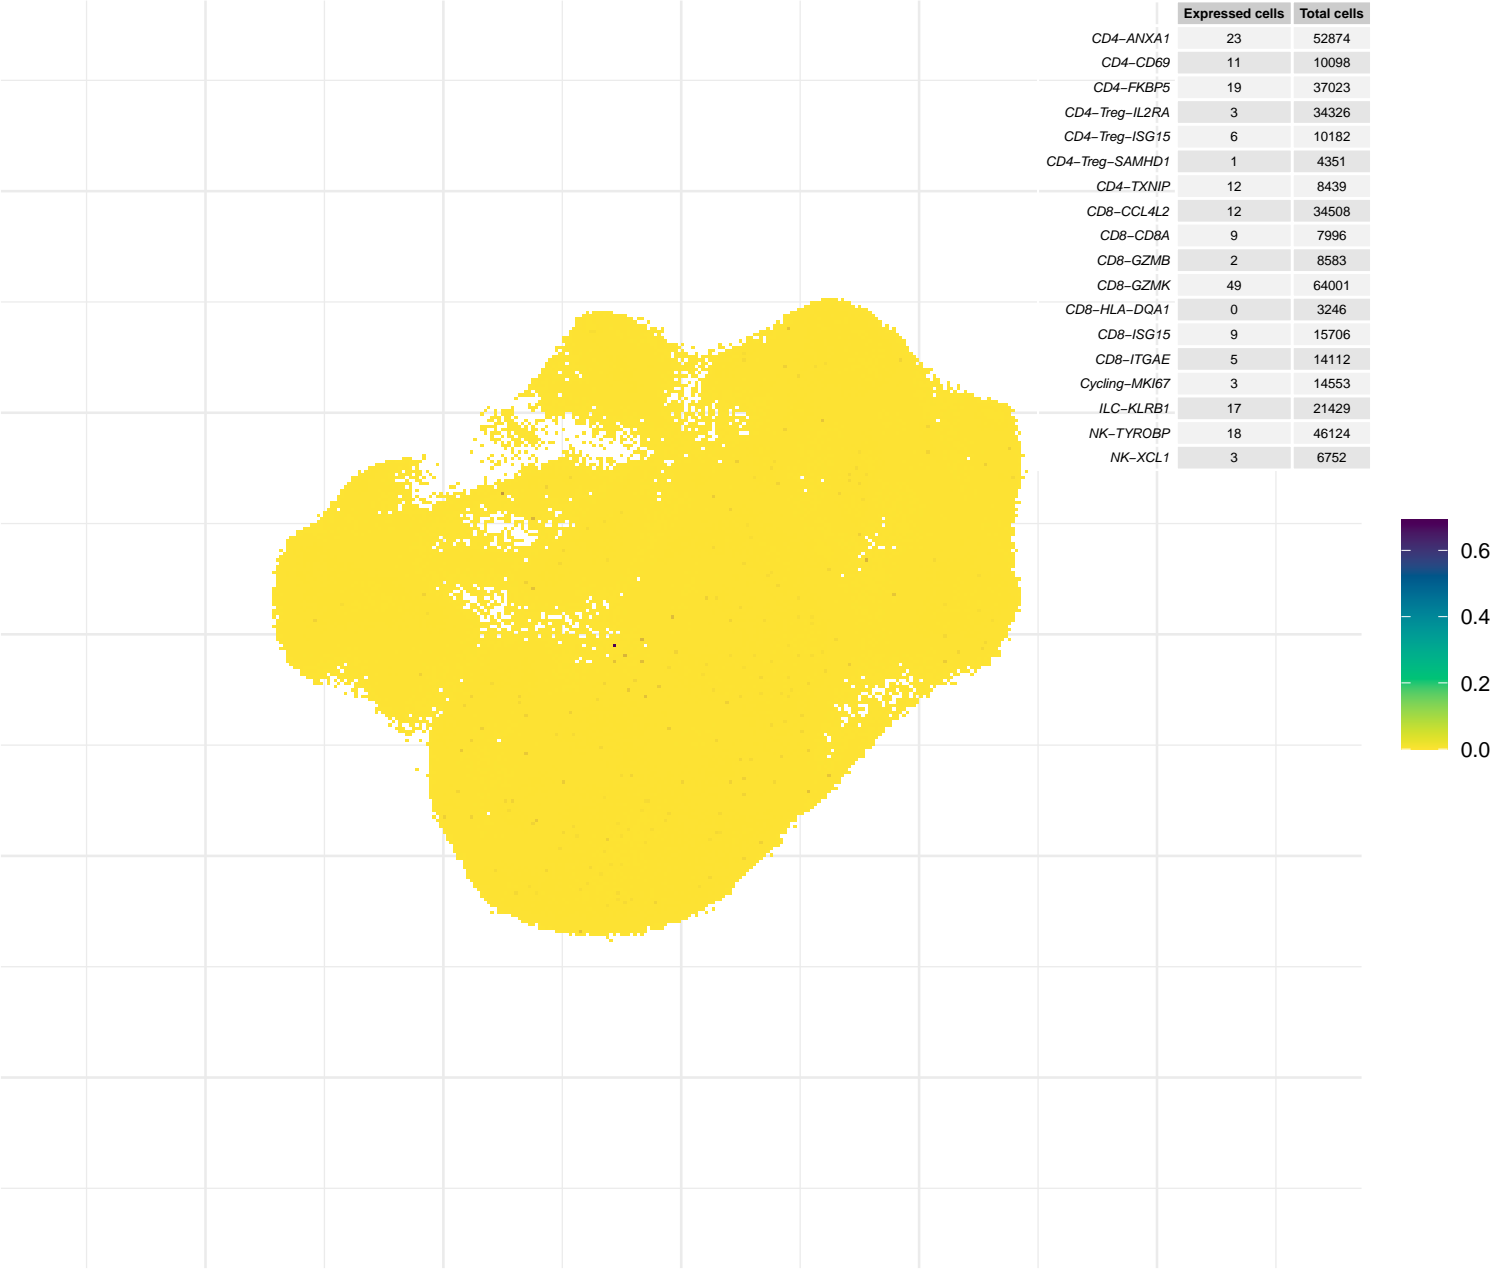 Expressed cells Total cells
CD4−ANXA1 23 52874
CD4−CD69 11 10098
CD4−FKBP5 19 37023
CD4−Treg−IL2RA 3 34326
CD4−Treg−ISG15 6 10182
CD4−Treg−SAMHD1 1 4351
CD4−TXNIP 12 8439
CD8−CCL4L2 12 34508
CD8−CD8A 9 7996
CD8−GZMB 2 8583
CD8−GZMK 49 64001
CD8−HLA−DQA1 0 3246
CD8−ISG15 9 15706
CD8−ITGAE 5 14112
Cycling−MKI67 3 14553
ILC−KLRB1 17 21429
NK−TYROBP 18 46124
NK−XCL1 3 6752
0.6
0.4
0.2
0.0